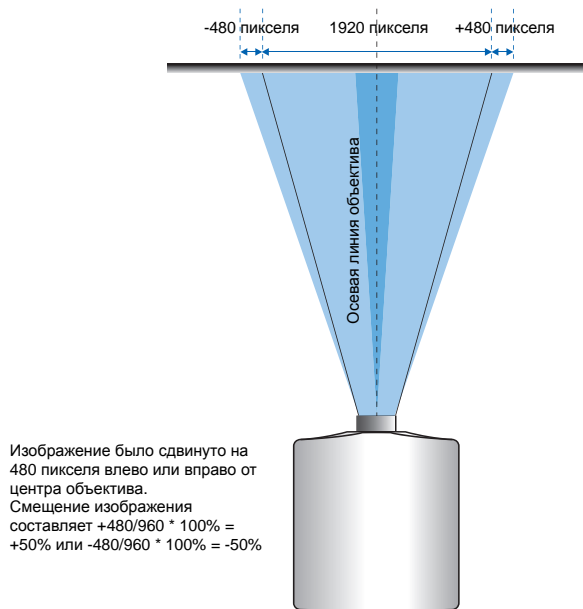 -480 пикселя 1920 пикселя +480 пикселя
Осевая линия объектива
Изображение было сдвинуто на
480 пикселя влево или вправо от
центра объектива.
Смещение изображения
составляет +480/960 * 100% =
+50% или -480/960 * 100% = -50%